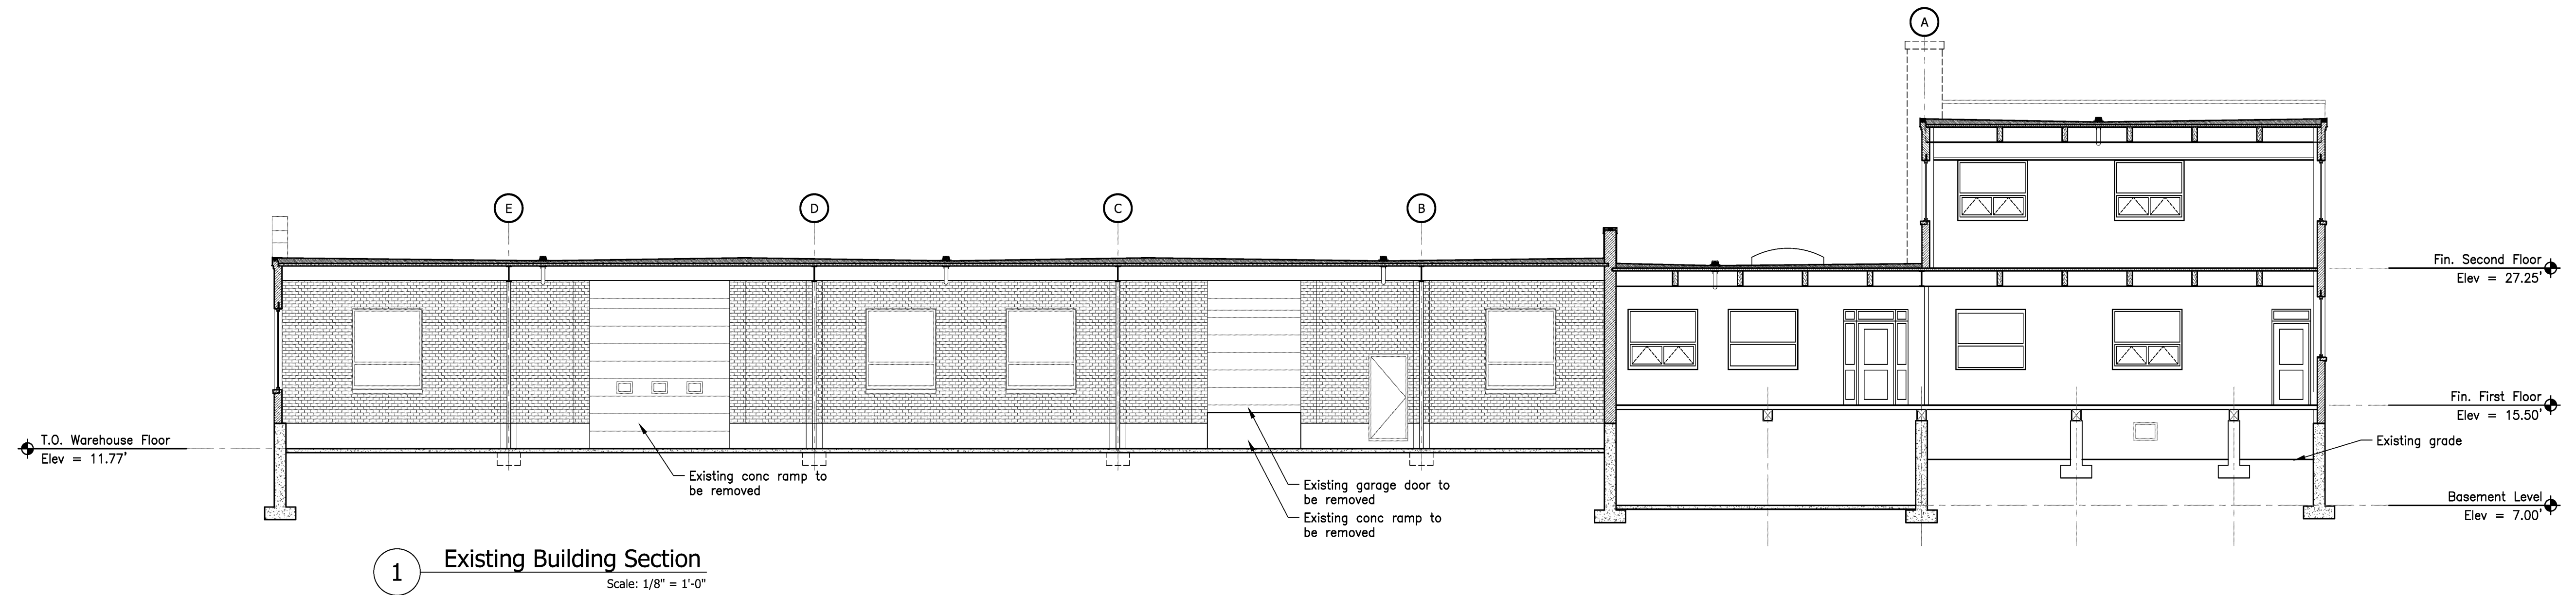 A
E
D
C
B
Fin. Second Floor
Elev = 27.25'
Fin. First Floor
Elev = 15.50'
T.O. Warehouse Floor
Elev = 11.77'
Existing grade
Existing conc ramp to
be removed
Existing garage door to
be removed
Existing conc ramp to
be removed
Basement Level
Elev = 7.00'
1
Existing Building Section
Scale: 1/8" = 1'-0"